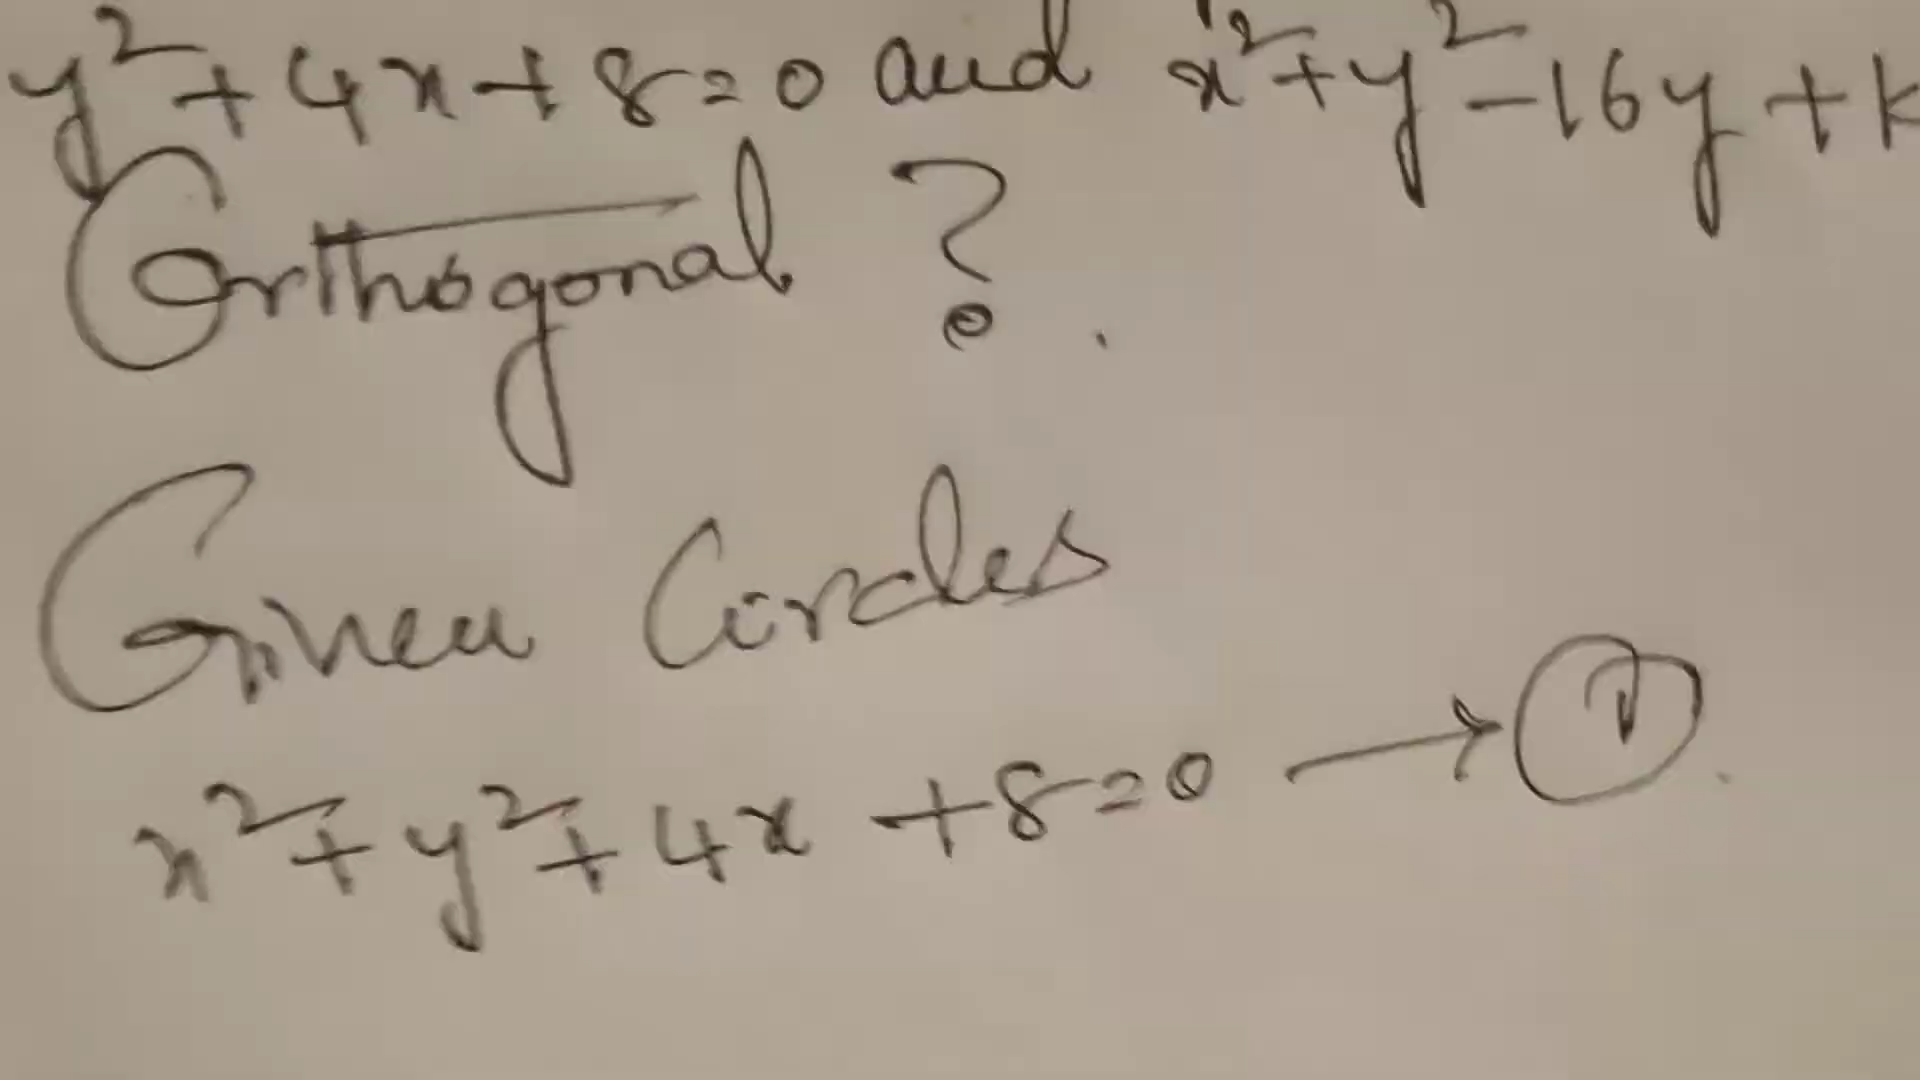 y²+4x+8=0 and x²+y²-16y+k
Orthogonal?
Given Circles
x²+y²+4x+8=0 → ①